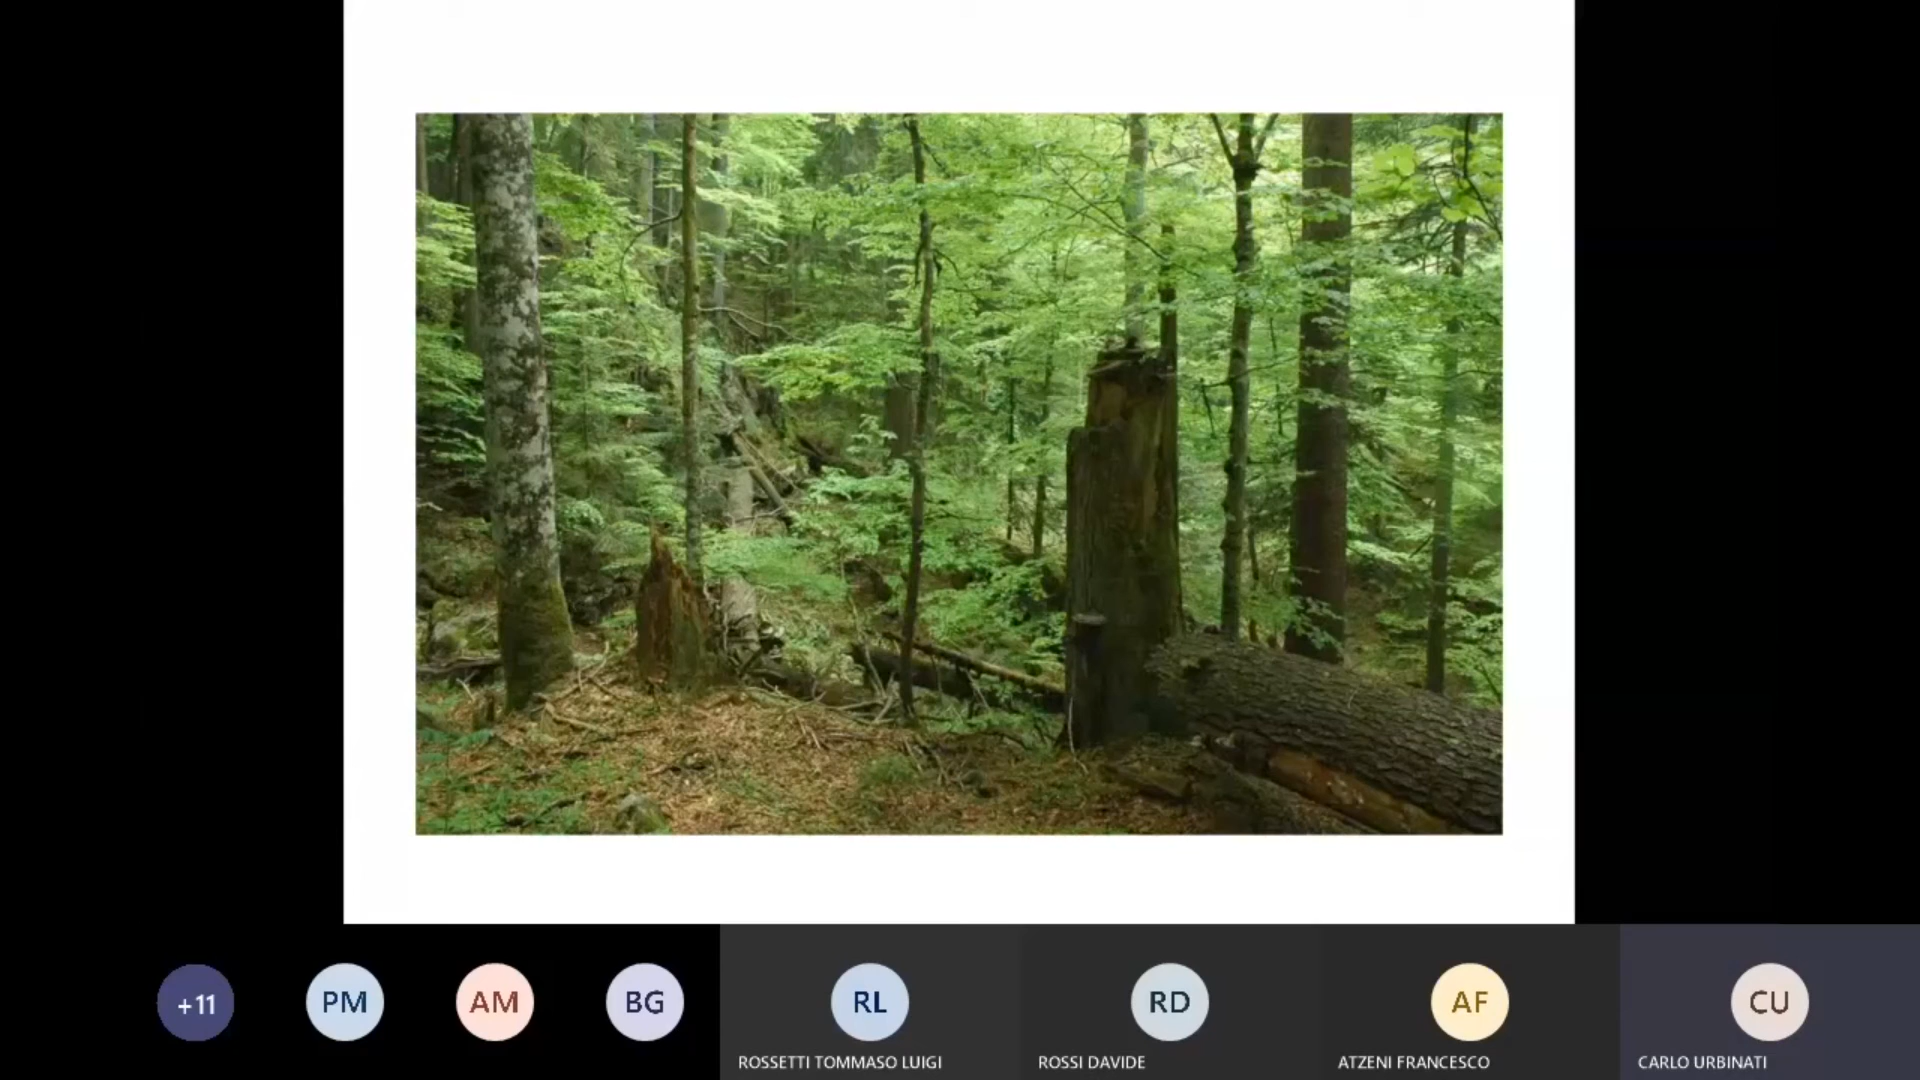 +11
PM
AM
BG
RL
RD
AF
CU
ROSSETTI TOMMASO LUIGI
ROSSI DAVIDE
ATZENI FRANCESCO
CARLO URBINATI